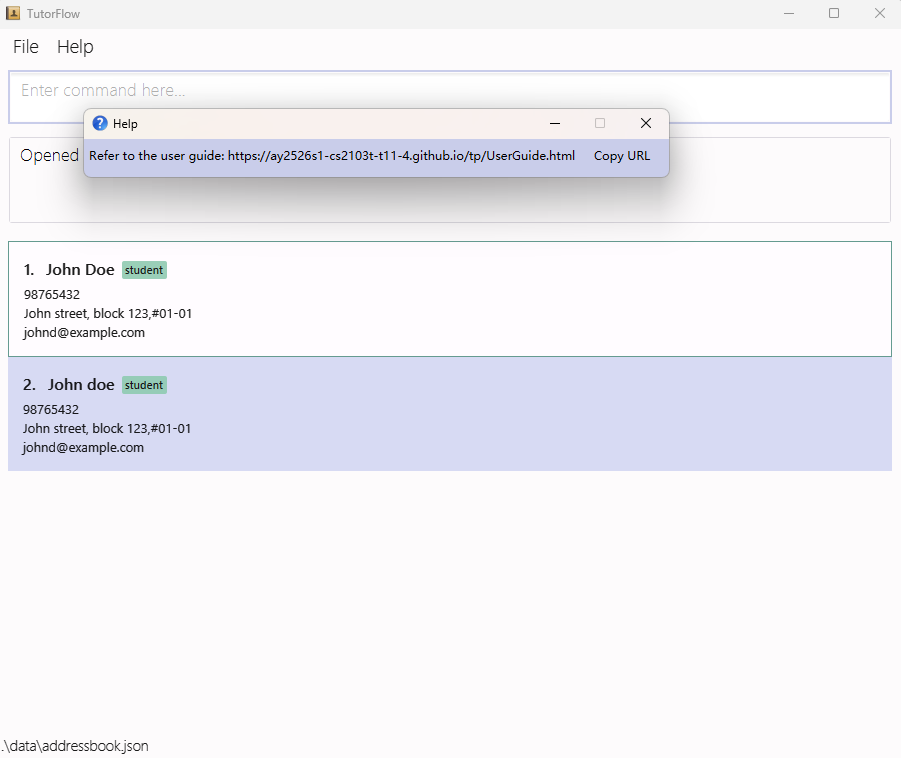 TutorFlow
File Help
Enter command here...
Help
Refer to the user guide: https://ay2526s1-cs2103t-t11-4.github.io/tp/UserGuide.html Copy URL
Opened
1. John Doe student
98765432
John street, block 123,#01-01
johnd@example.com
2. John doe student
98765432
John street, block 123,#01-01
johnd@example.com
.\data\addressbook.json